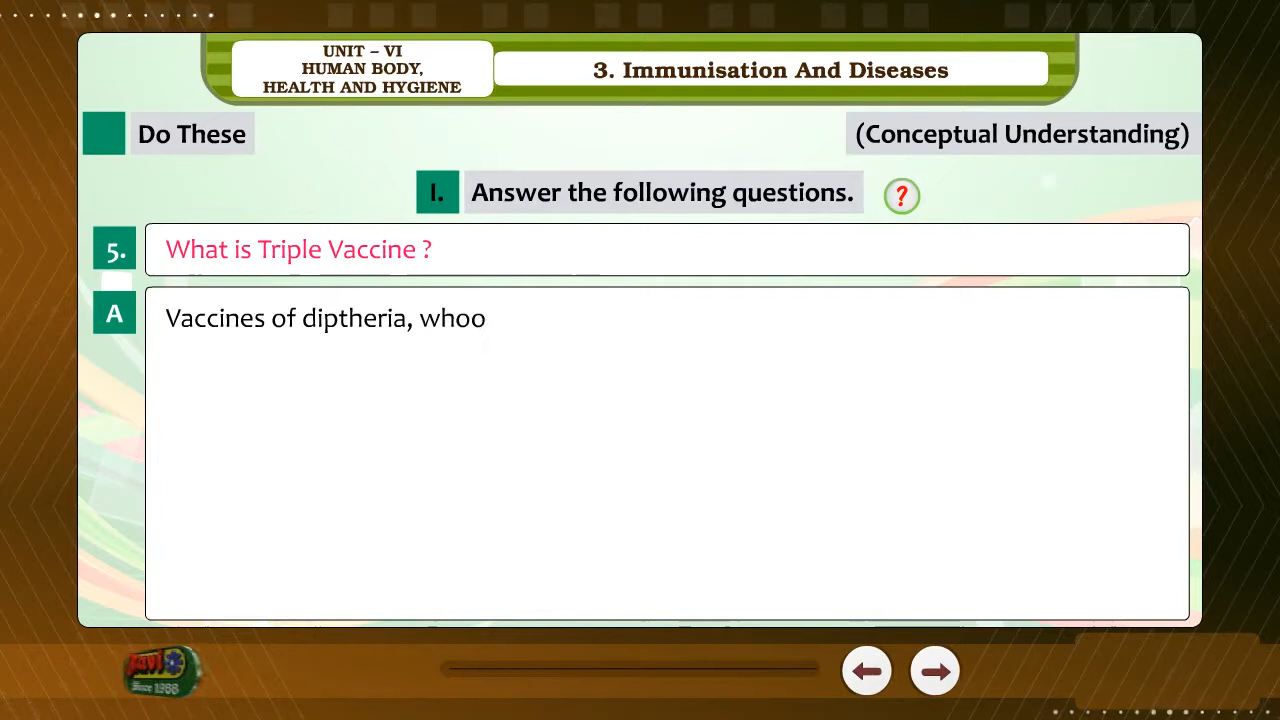 UNIT – VI
HUMAN BODY,
HEALTH AND HYGIENE
3. Immunisation And Diseases
Do These
(Conceptual Understanding)
I. Answer the following questions. ?
5. What is Triple Vaccine ?
A Vaccines of diptheria, whoo
Since 1988